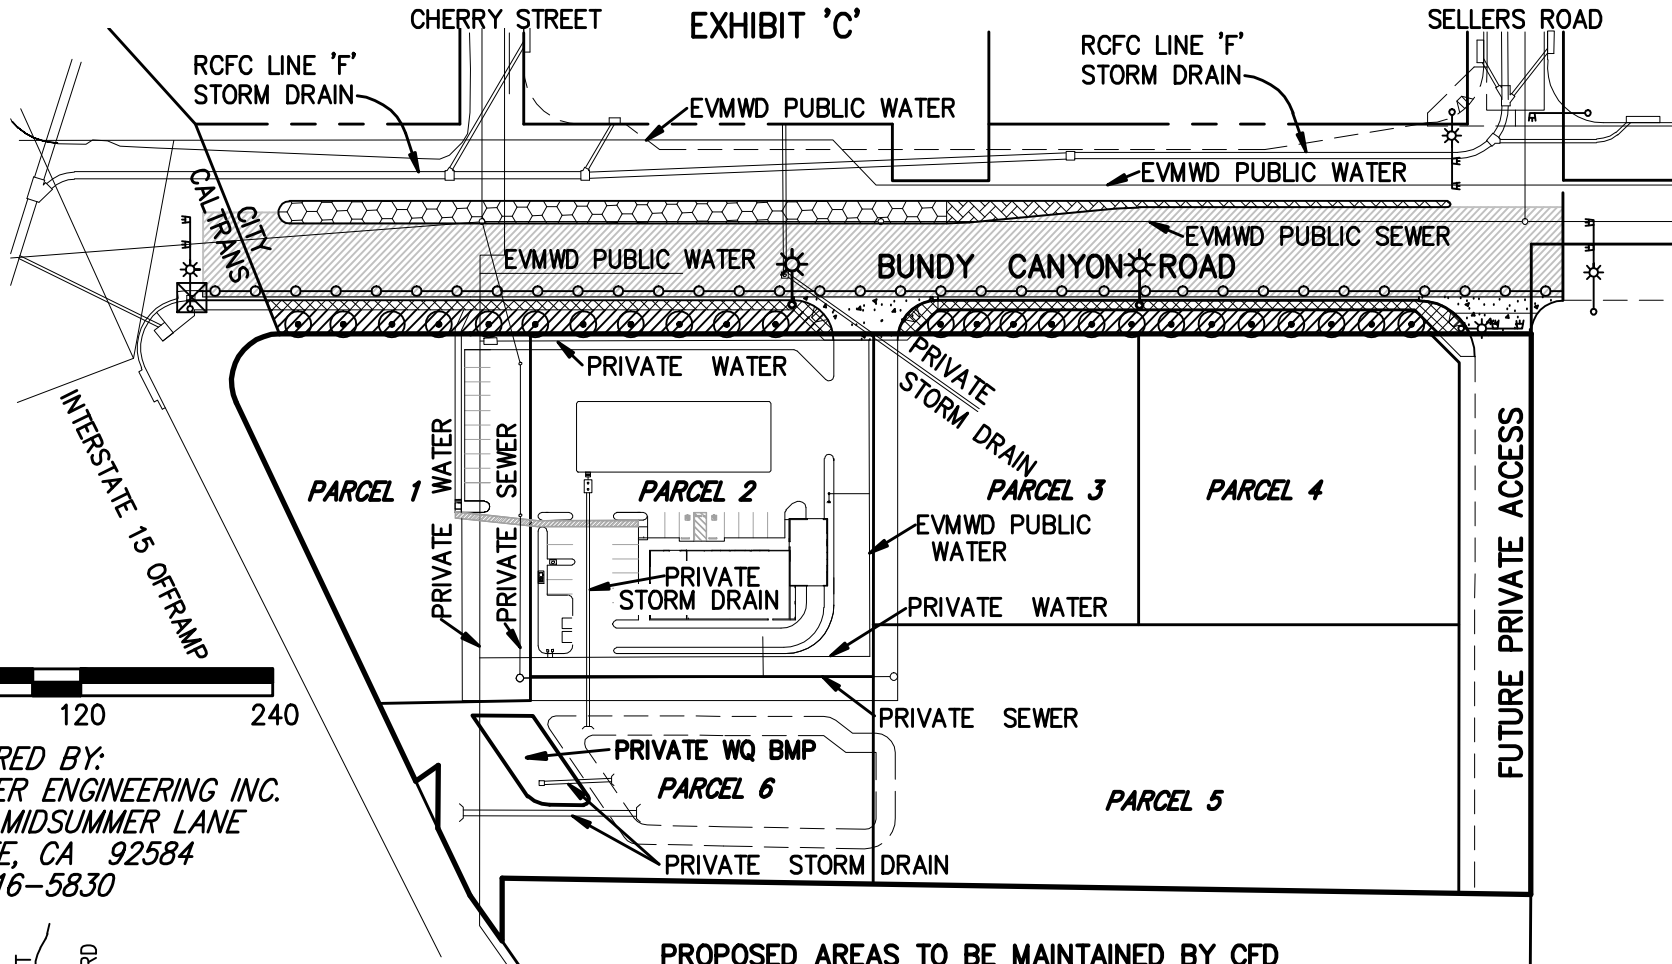 CHERRY STREET
EXHIBIT 'C'
SELLERS ROAD
RCFC LINE 'F'
STORM DRAIN
RCFC LINE 'F'
STORM DRAIN
EVMWD PUBLIC WATER
EVMWD PUBLIC WATER
CITY
CALTRANS
EVMWD PUBLIC SEWER
EVMWD PUBLIC WATER
BUNDY CANYON ROAD
PRIVATE WATER
PRIVATE
STORM DRAIN
INTERSTATE 15 OFFRAMP
PARCEL 1
PRIVATE WATER
PRIVATE SEWER
PARCEL 2
PARCEL 3
PARCEL 4
EVMWD PUBLIC
WATER
PRIVATE
STORM DRAIN
PRIVATE WATER
FUTURE PRIVATE ACCESS
120 240
PRIVATE SEWER
PRIVATE WQ BMP
PARCEL 6
PARCEL 5
PRIVATE STORM DRAIN
RED BY:
ER ENGINEERING INC.
MIDSUMMER LANE
E, CA 92584
16-5830
T
RD
PROPOSED AREAS TO BE MAINTAINED BY CFD